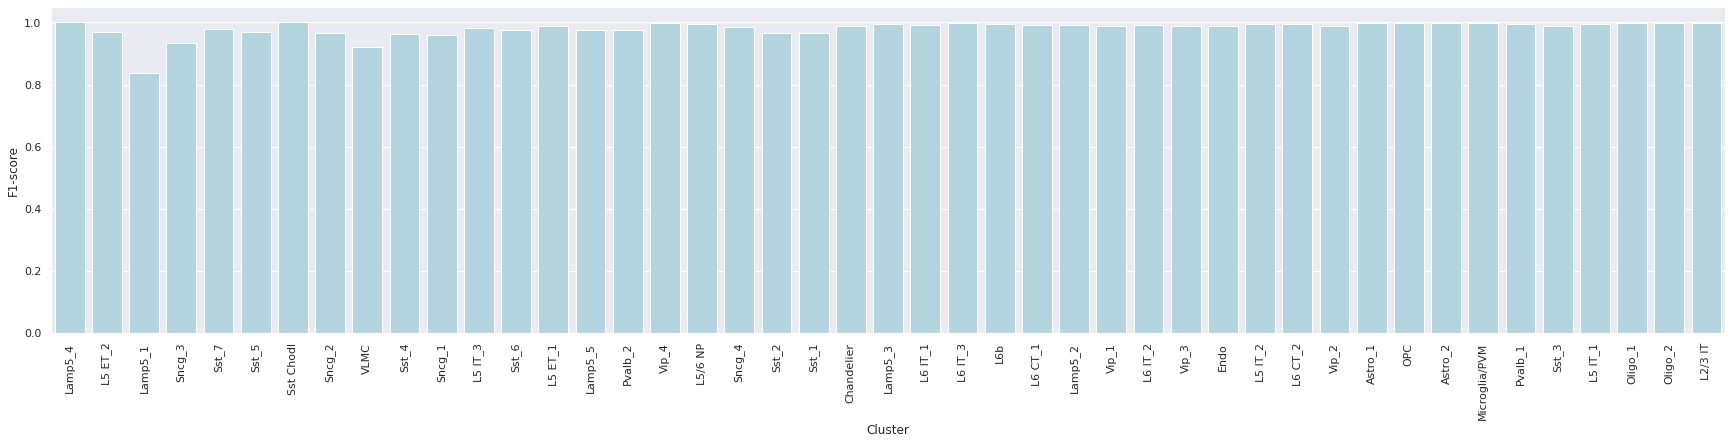 1.0
0.8
0.6
0.4
0.2
0.0
F1-score
Lamp5_4
L5 ET_2
Lamp5_1
Sncg_3
Sst_7
Sst_5
Sst Chodl
Sncg_2
VLMC
Sst_4
Sncg_1
L5 IT_3
Sst_6
L5 ET_1
Lamp5_5
Pvalb_2
Vip_4
L5/6 NP
Sncg_4
Sst_2
Sst_1
Chandelier
Lamp5_3
L6 IT_1
L6 IT_3
L6b
L6 CT_1
Lamp5_2
Vip_1
L6 IT_2
Vip_3
Endo
L5 IT_2
L6 CT_2
Vip_2
Astro_1
OPC
Astro_2
Microglia/PVM
Pvalb_1
Sst_3
L5 IT_1
Oligo_1
Oligo_2
L2/3 IT
Cluster